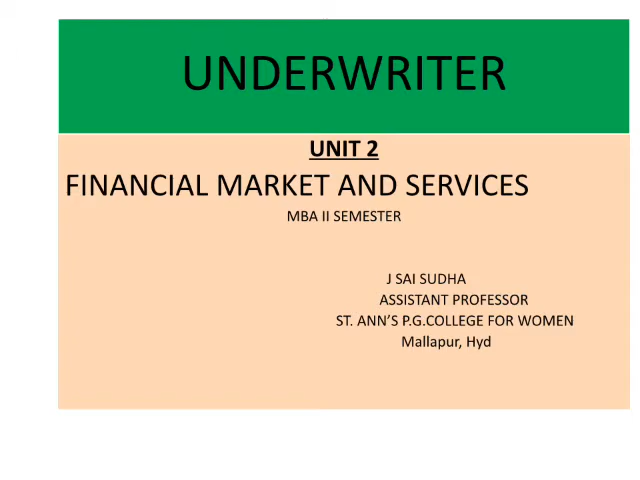 UNDERWRITER
UNIT 2
FINANCIAL MARKET AND SERVICES
MBA II SEMESTER
J SAI SUDHA
ASSISTANT PROFESSOR
ST. ANN’S P.G.COLLEGE FOR WOMEN
Mallapur, Hyd